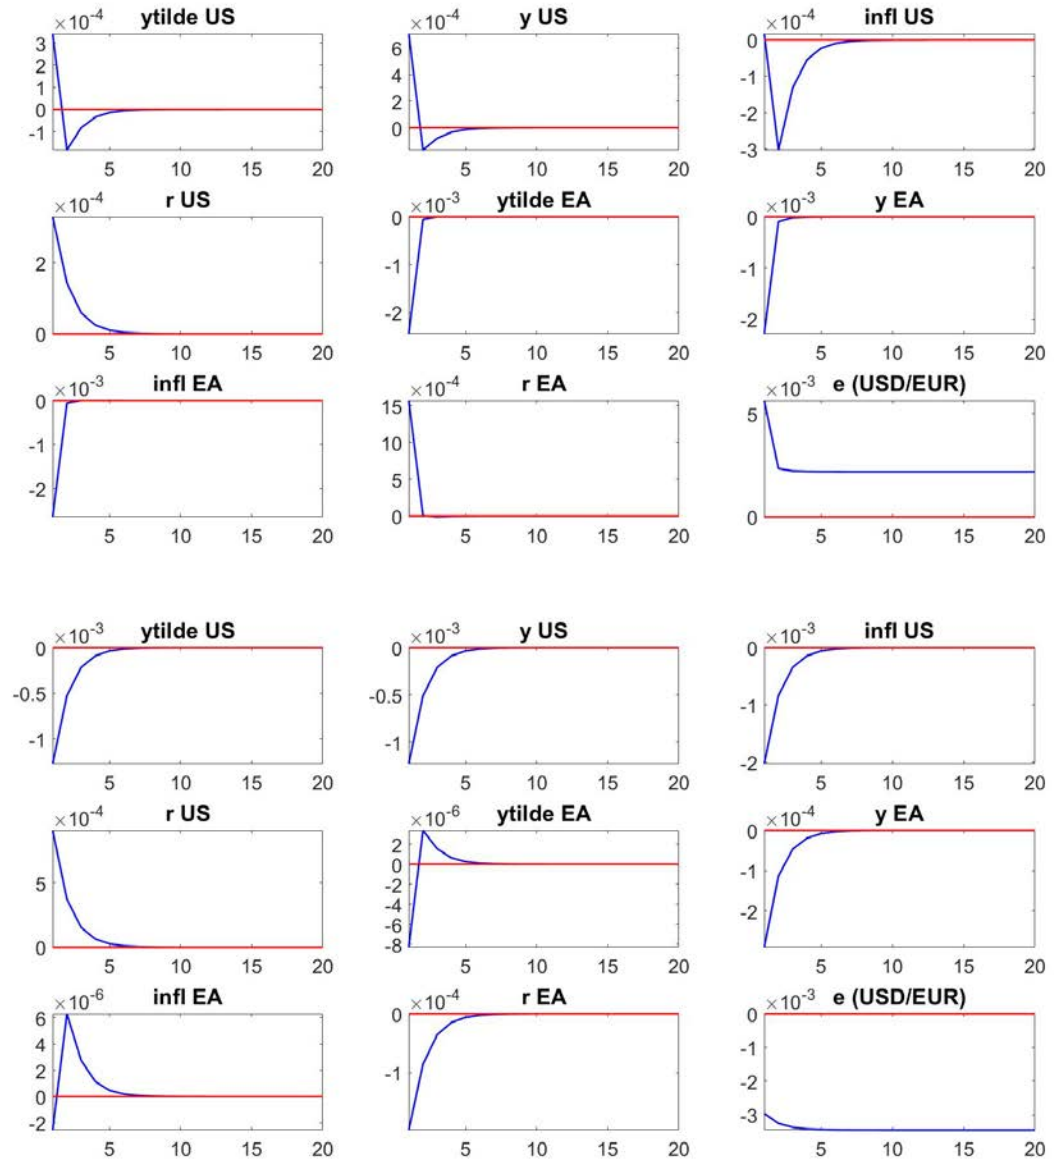 ytilde US y US infl US
×10-4 ×10-4 ×10-4
3 6 0
2 4 -1
1 2 -2
0 0 -3
-1
5 10 15 20 5 10 15 20 5 10 15 20
r US ytilde EA y EA
×10-4 ×10-3 ×10-3
2 0 0
0 -1 -1
-2 -2
5 10 15 20 5 10 15 20 5 10 15 20
infl EA r EA e (USD/EUR)
×10-3 ×10-4 ×10-3
0 15 5
-1 10 0
-2 5
0
5 10 15 20 5 10 15 20 5 10 15 20
ytilde US y US infl US
×10-3 ×10-3 ×10-3
0 0 0
-0.5 -0.5 -1
-1 -1 -2
5 10 15 20 5 10 15 20 5 10 15 20
r US ytilde EA y EA
×10-4 ×10-6 ×10-4
5 2 0
0 0 -1
-2 -2
-4
-6
-8
5 10 15 20 5 10 15 20 5 10 15 20
infl EA r EA e (USD/EUR)
×10-6 ×10-4 ×10-3
6 0 0
4 -1 -1
2 -2
0 -3
-2
5 10 15 20 5 10 15 20 5 10 15 20